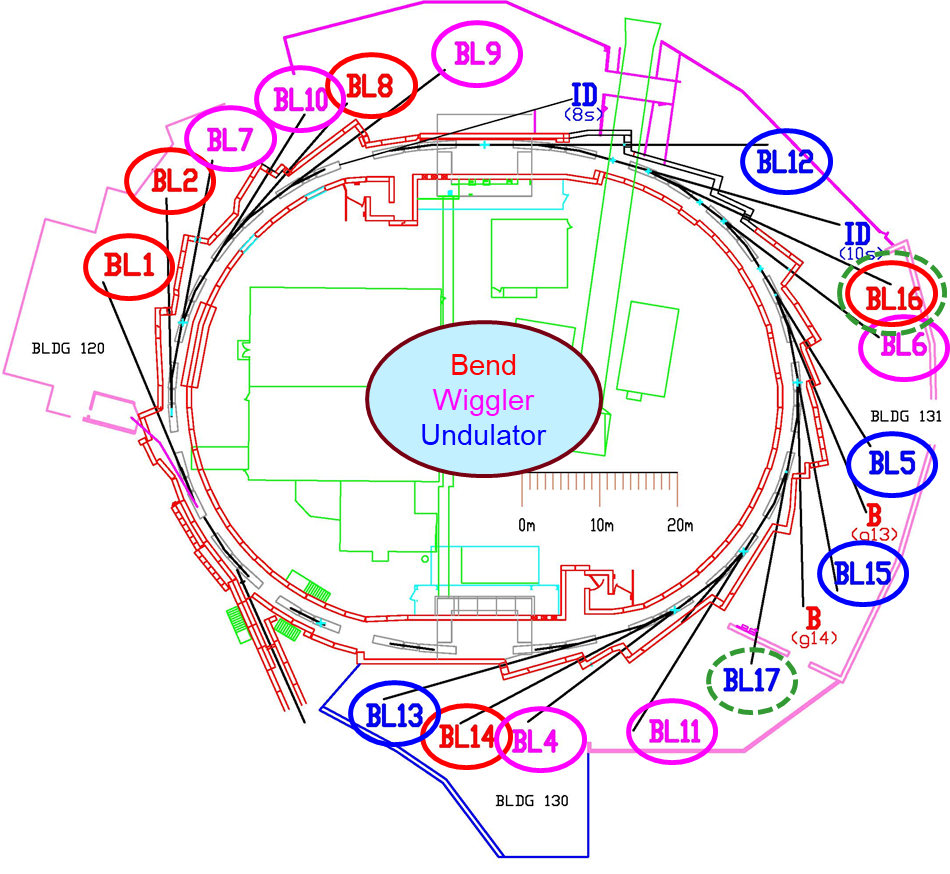 BL9
BL8
BL10
ID
(8s)
BL7
BL12
BL2
ID
(10s)
BL1
BL16
BL6
BLDG 120
Bend
Wiggler
Undulator
BLDG 131
BL5
0m 10m 20m
B
(g13)
BL15
B
(g14)
BL17
BL13
BL14
BL4
BL11
BLDG 130